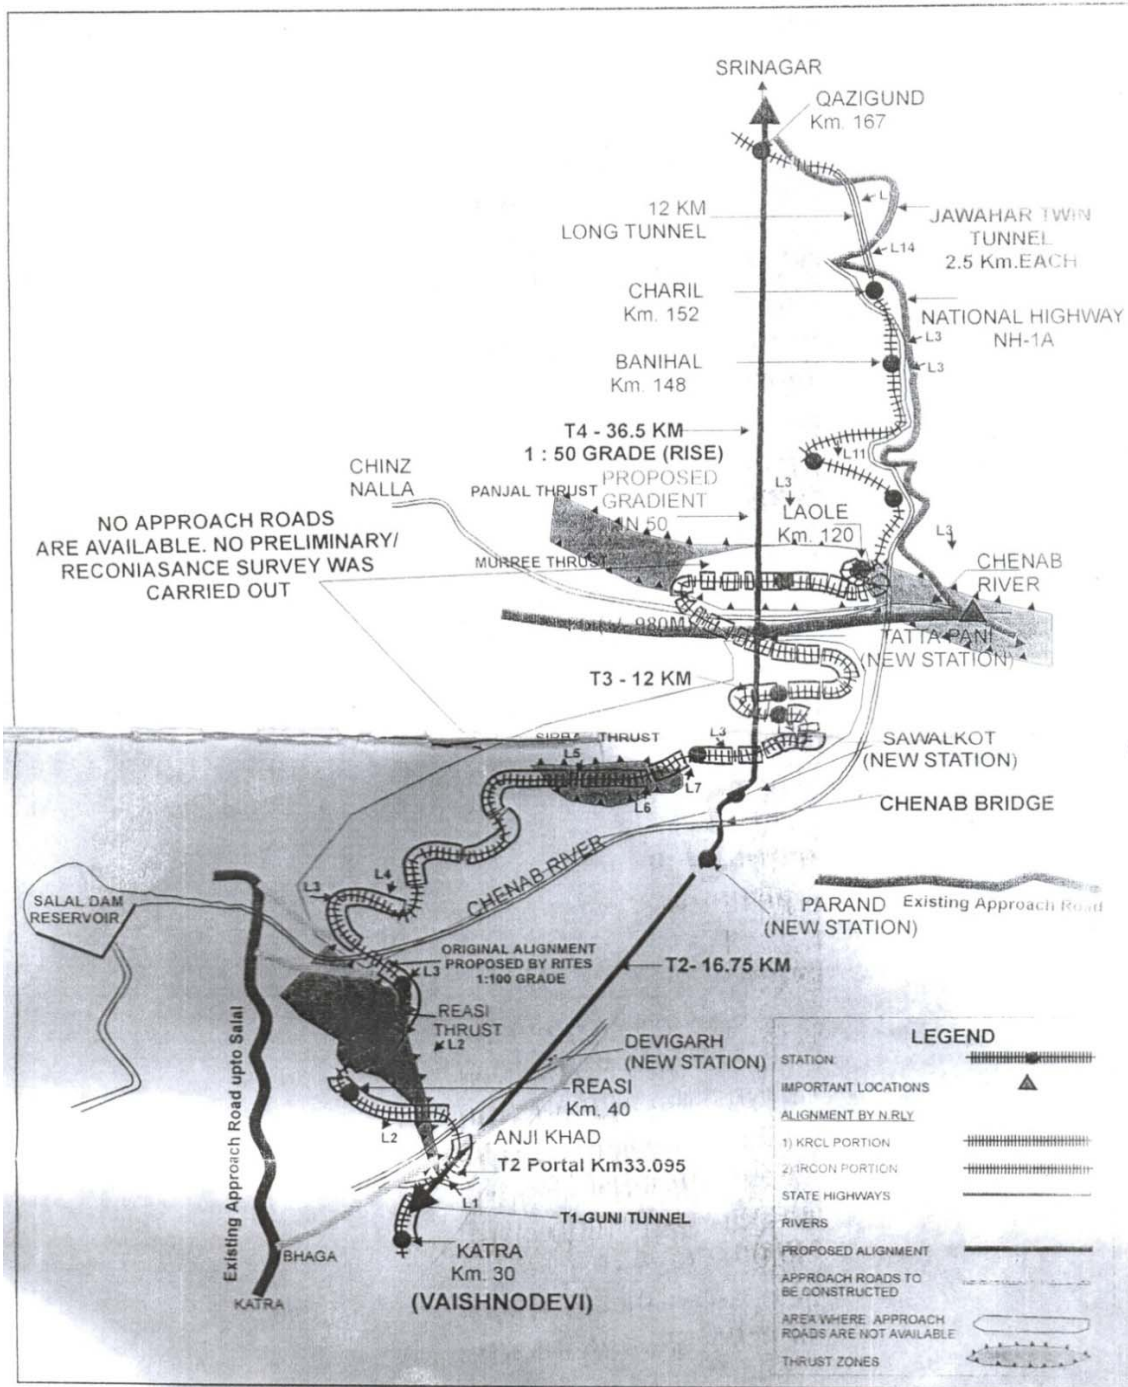 SRINAGAR
QAZIGUND
Km. 167
12 KM
LONG TUNNEL
L
JAWAHAR TWIN
TUNNEL
2.5 Km.EACH
L14
CHARIL
Km. 152
NATIONAL HIGHWAY
NH-1A
L3
BANIHAL
Km. 148
L3
T4 - 36.5 KM
1 : 50 GRADE (RISE)
L11
CHINZ
NALLA
PANJAL THRUST
PROPOSED
GRADIENT
IN 50
L3
LAOLE
Km. 120
L3
NO APPROACH ROADS
ARE AVAILABLE. NO PRELIMINARY/
RECONIASANCE SURVEY WAS
CARRIED OUT
MURREE THRUST
CHENAB
RIVER
980M
TATTA PANI
(NEW STATION)
T3 - 12 KM
THRUST
L3
L5
L7
L6
SAWALKOT
(NEW STATION)
CHENAB BRIDGE
CHENAB RIVER
L4
L3
SALAL DAM
RESERVOIR
PARAND
(NEW STATION)
Existing Approach Road
ORIGINAL ALIGNMENT
PROPOSED BY RITES
1:100 GRADE
L3
T2- 16.75 KM
REASI
THRUST
L2
DEVIGARH
(NEW STATION)
REASI
Km. 40
L2
ANJI KHAD
T2 Portal Km33.095
L1
T1-GUNI TUNNEL
Existing Approach Road upto Salal
BHAGA
KATRA
KATRA
Km. 30
(VAISHNODEVI)
LEGEND
STATION
IMPORTANT LOCATIONS
ALIGNMENT BY N.RLY
1) KRCL PORTION
2) IRCON PORTION
STATE HIGHWAYS
RIVERS
PROPOSED ALIGNMENT
APPROACH ROADS TO
BE CONSTRUCTED
AREA WHERE APPROACH
ROADS ARE NOT AVAILABLE
THRUST ZONES